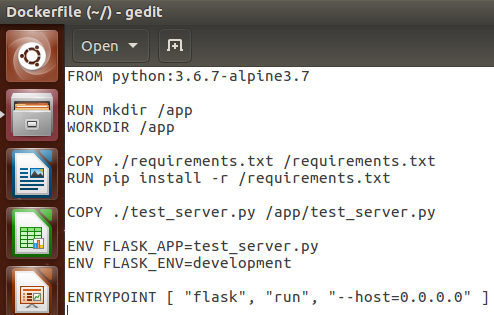 Dockerfile (~/) - gedit
Open
FROM python:3.6.7-alpine3.7
RUN mkdir /app
WORKDIR /app
COPY ./requirements.txt /requirements.txt
RUN pip install -r /requirements.txt
COPY ./test_server.py /app/test_server.py
ENV FLASK_APP=test_server.py
ENV FLASK_ENV=development
ENTRYPOINT [ "flask", "run", "--host=0.0.0.0" ]